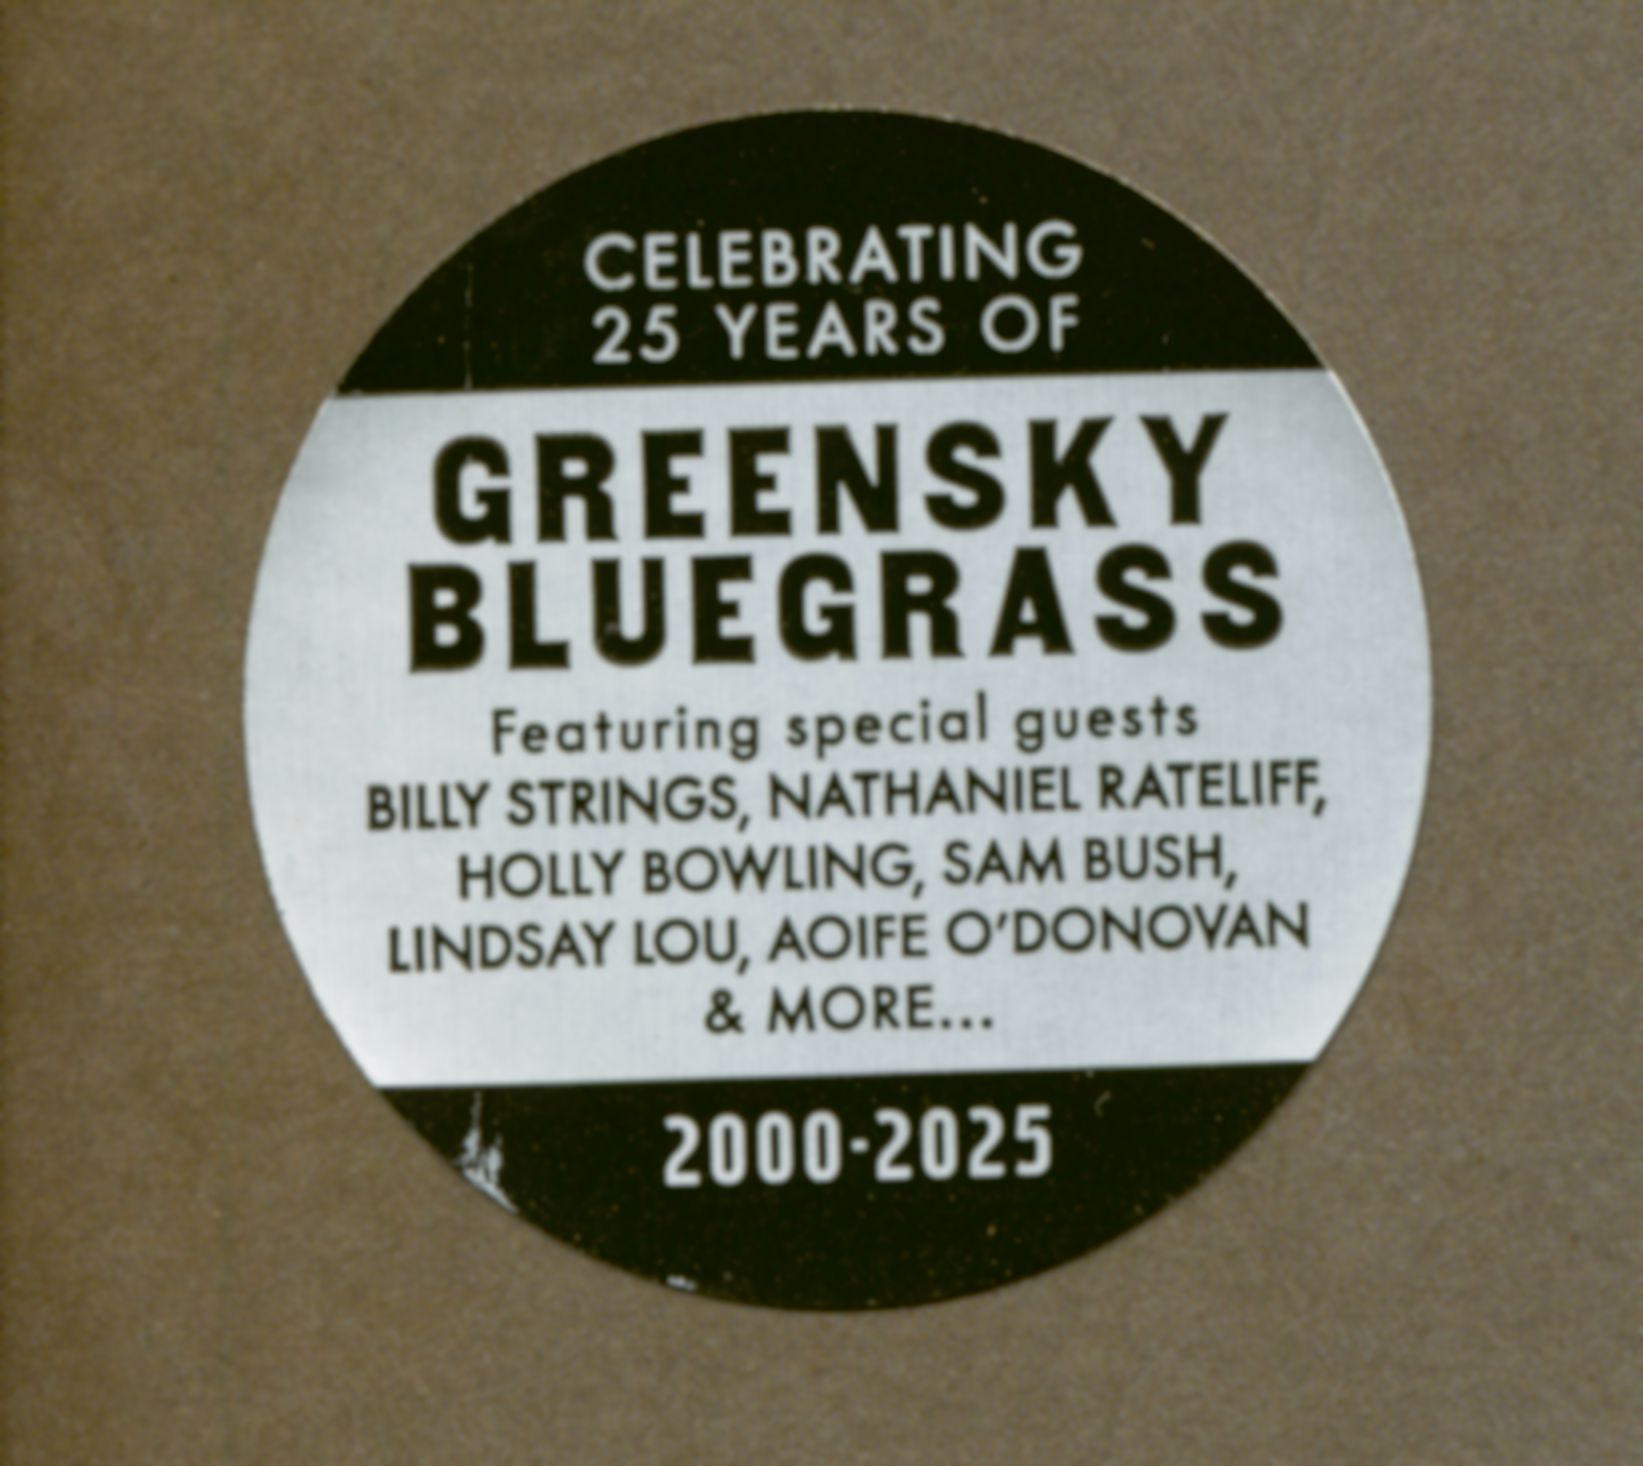 CELEBRATING
25 YEARS OF
GREENSKY
BLUEGRASS
Featuring special guests
BILLY STRINGS, NATHANIEL RATELIFF,
HOLLY BOWLING, SAM BUSH,
LINDSAY LOU, AOIFE O'DONOVAN
& MORE...
2000-2025